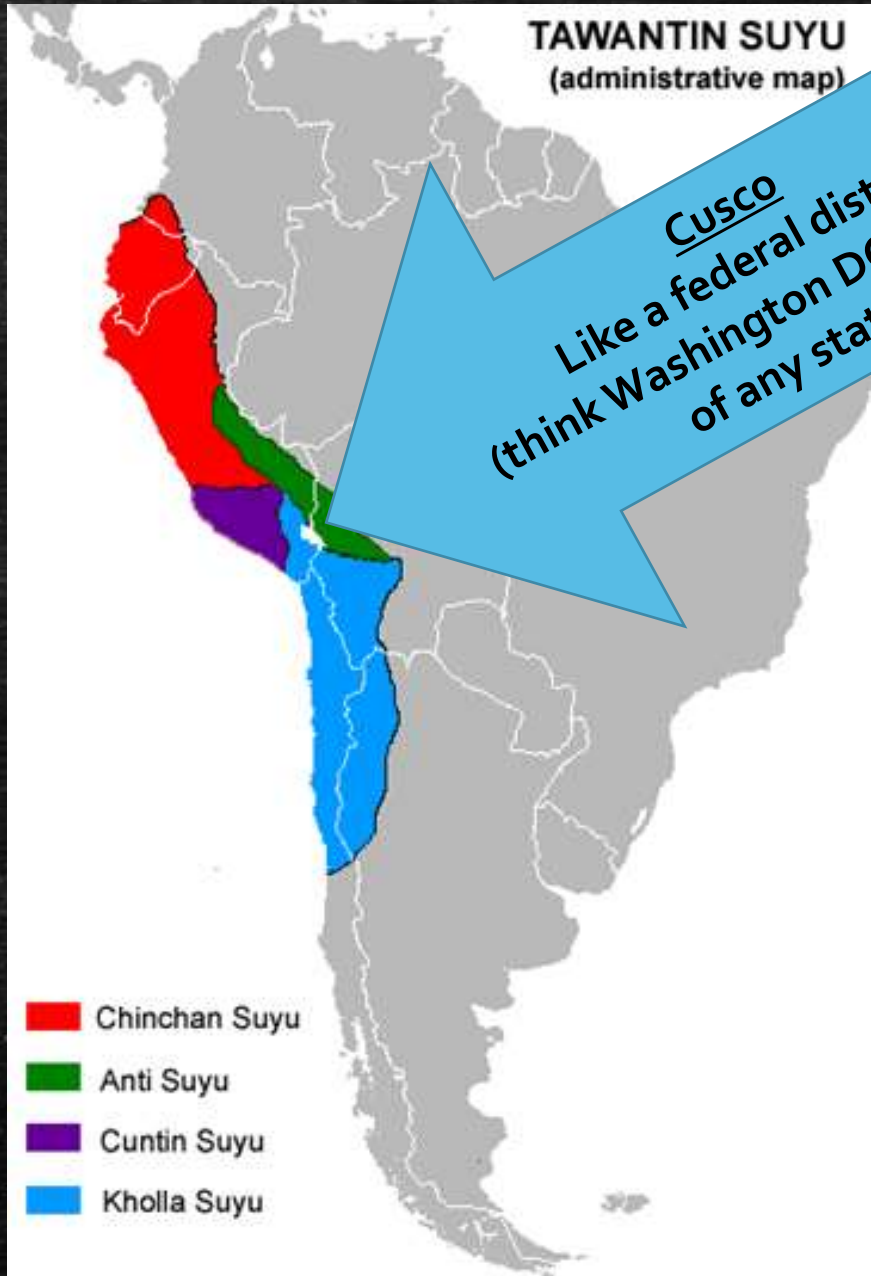 TAWANTIN SUYU
(administrative map)
Cusco
Like a federal
(think Washington
of any
Chinchan Suyu
Anti Suyu
Cuntin Suyu
Kholla Suyu